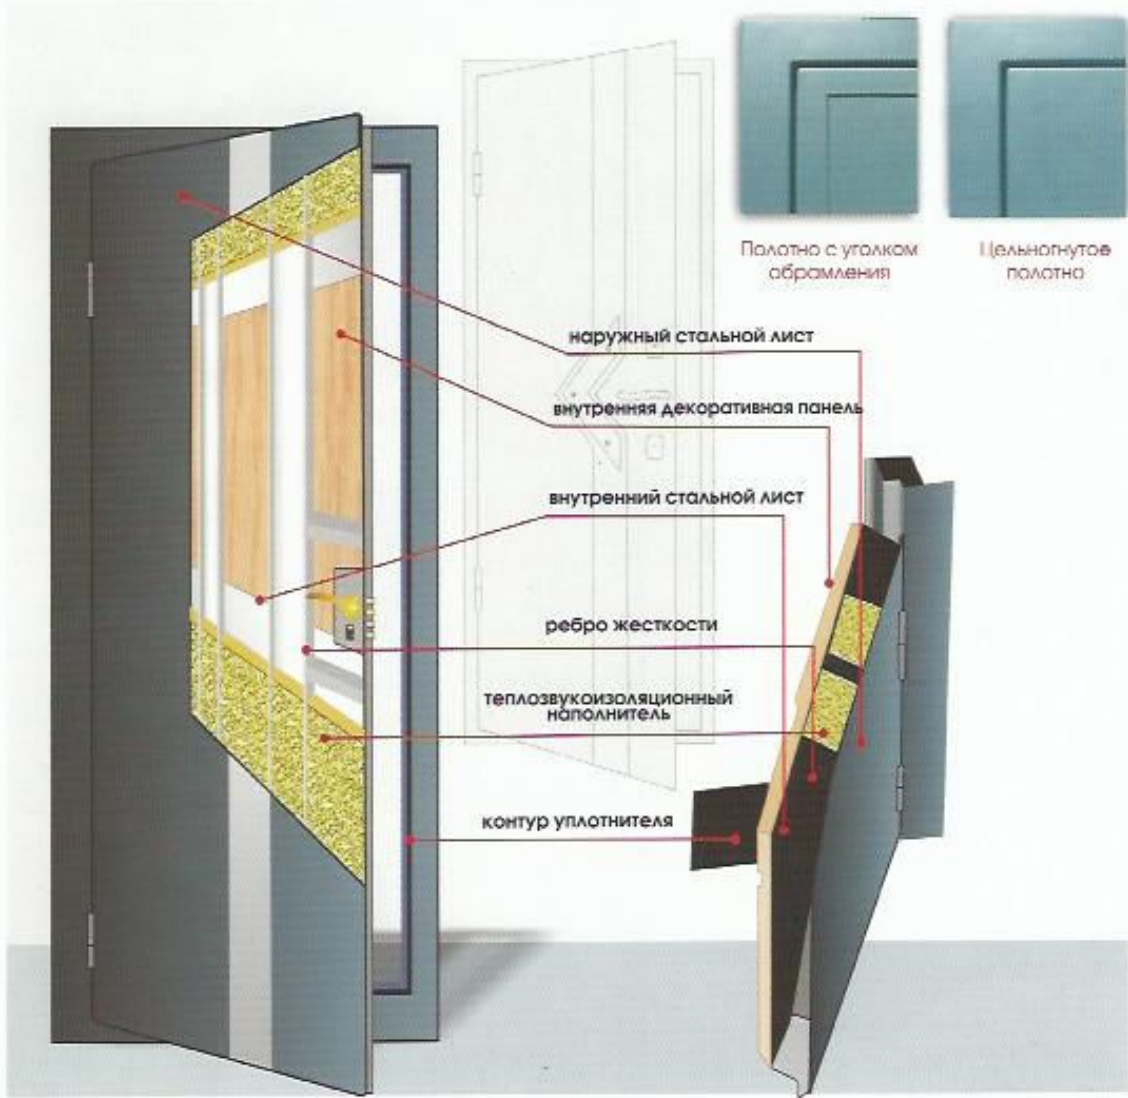 Полотно с уголком
обрамления
Цельногнутое
полотно
наружный стальной лист
внутренняя декоративная панель
внутренний стальной лист
ребро жесткости
теплозвукоизоляционный
наполнитель
контур уплотнителя